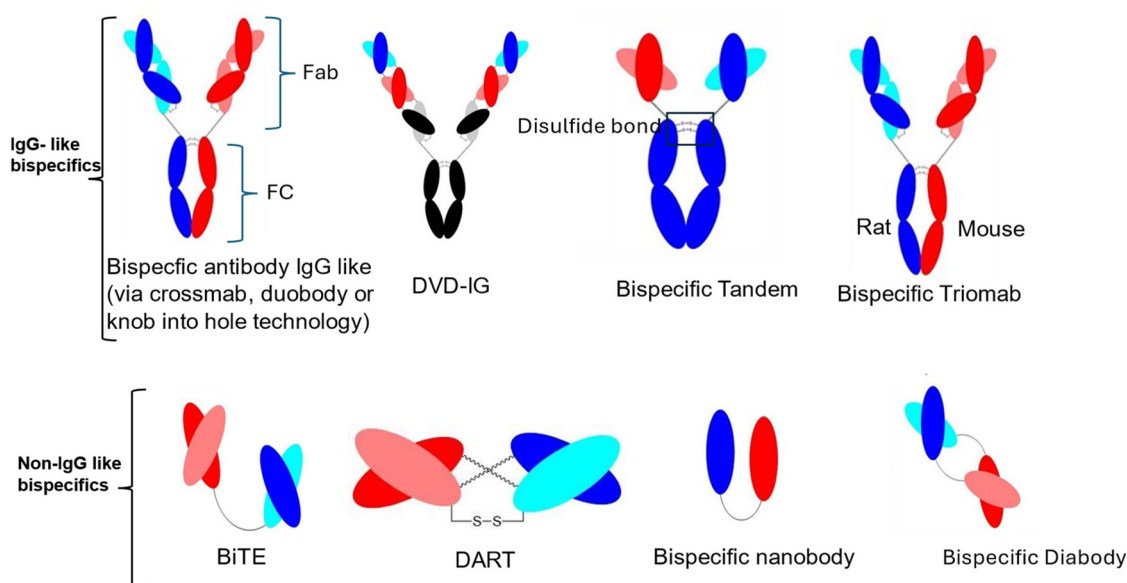 IgG- like
bispecifics
Fab
FC
Bispecfic antibody IgG like
(via crossmab, duobody or
knob into hole technology)
DVD-IG
Disulfide bond
Bispecific Tandem
Rat
Mouse
Bispecific Triomab
Non-IgG like
bispecifics
BiTE
S-S
DART
Bispecific nanobody
Bispecific Diabody